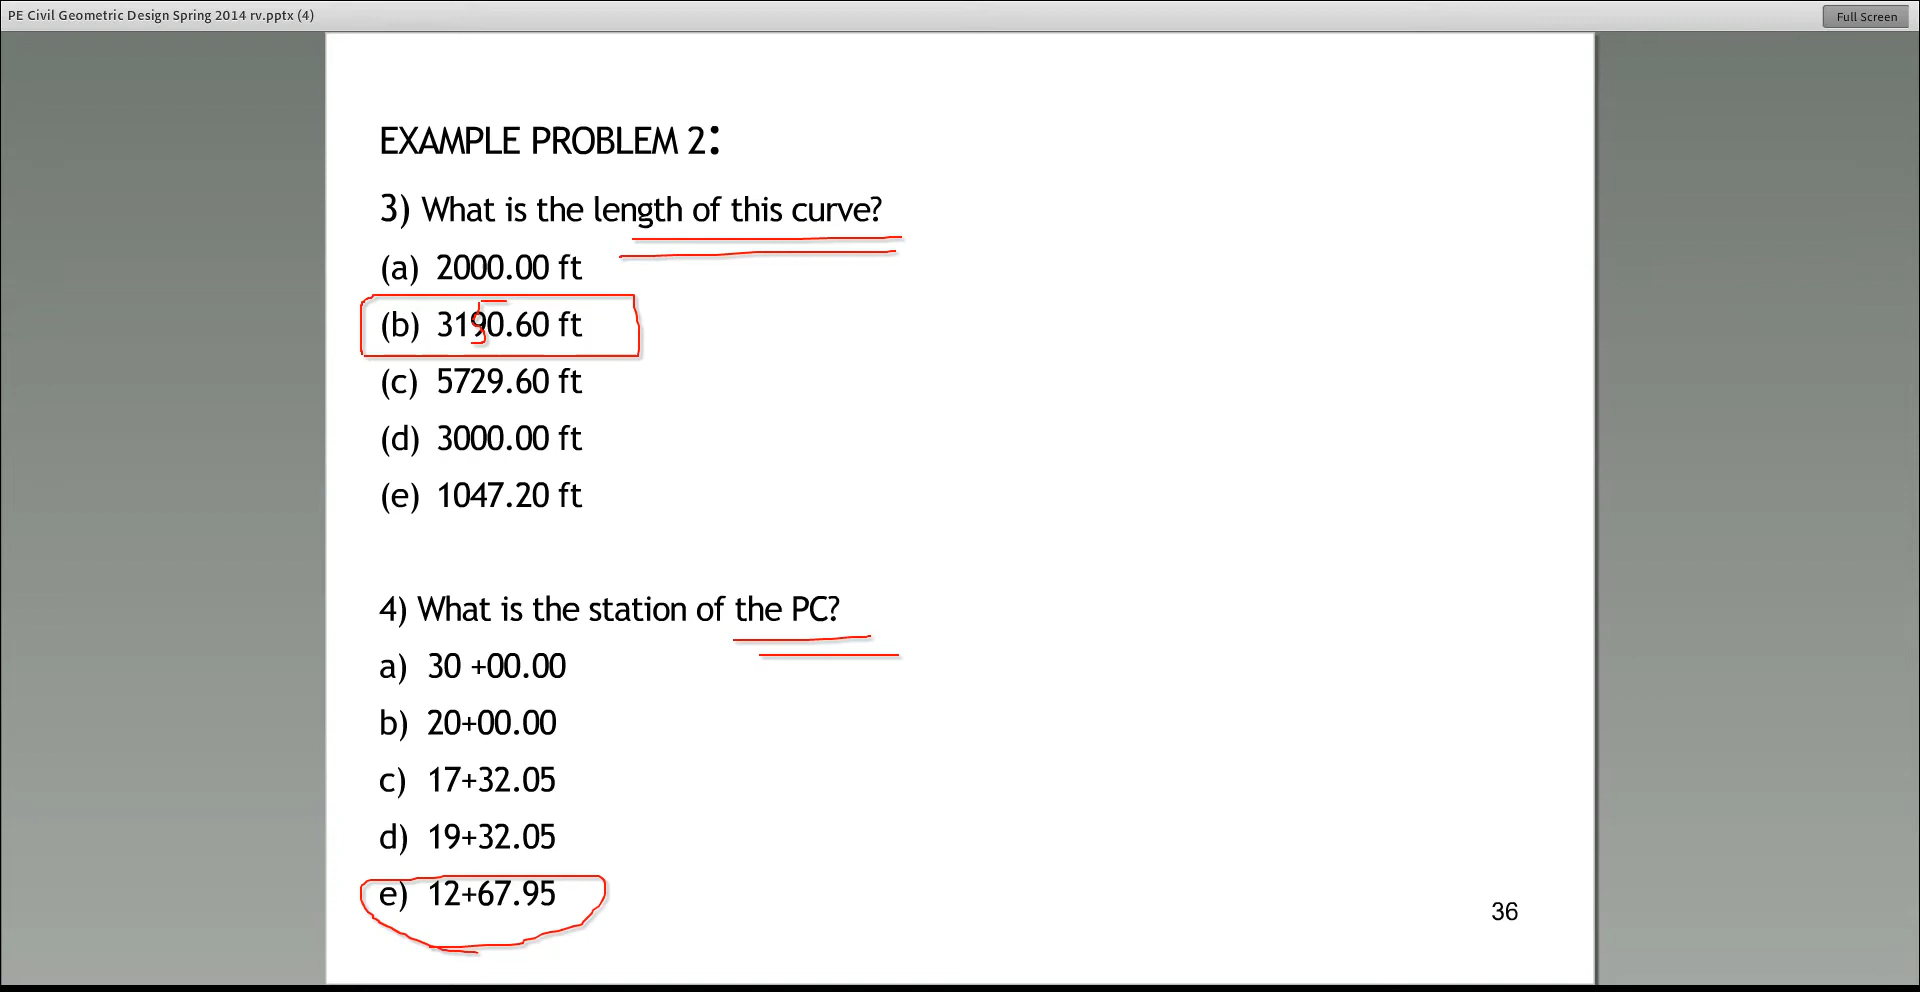 PE Civil Geometric Design Spring 2014 rv.pptx (4)
Full Screen
EXAMPLE PROBLEM 2:
3) What is the length of this curve?
(a) 2000.00 ft
(b) 3190.60 ft
(c) 5729.60 ft
(d) 3000.00 ft
(e) 1047.20 ft
4) What is the station of the PC?
a) 30 +00.00
b) 20+00.00
c) 17+32.05
d) 19+32.05
e) 12+67.95
36